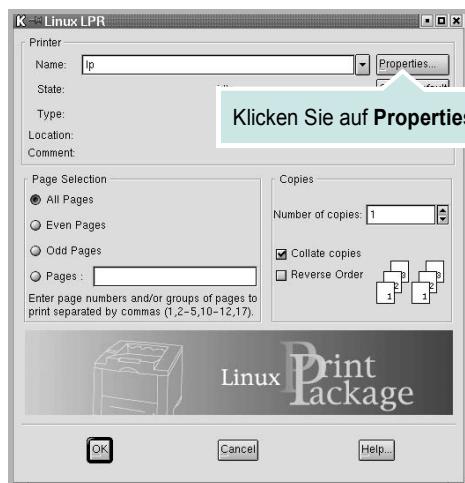 Linux LPR
Printer
Name: lp
Properties...
State:
Type:
Klicken Sie auf Properties
Location:
Comment:
Page Selection
All Pages
Even Pages
Odd Pages
Pages :
Enter page numbers and/or groups of pages to
print separated by commas (1,2-5,10-12,17).
Copies
Number of copies: 1
Collate copies
Reverse Order
Linux Print
Package
OK
Cancel
Help...